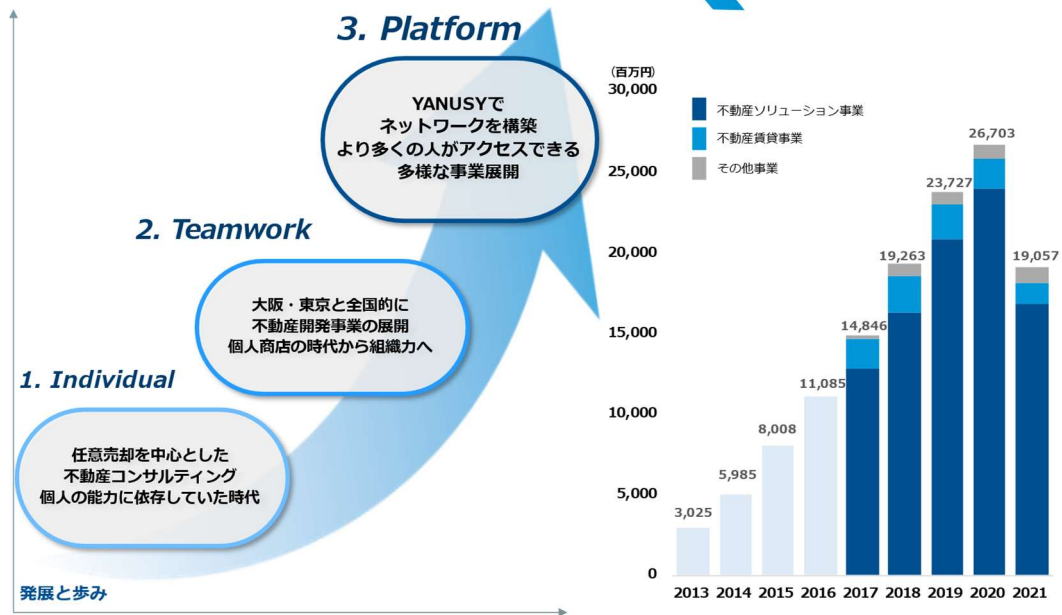 3. Platform
YANUSYで
ネットワークを構築
より多くの人がアクセスできる
多様な事業展開
2. Teamwork
大阪・東京と全国的に
不動産開発事業の展開
個人商店の時代から組織力へ
1. Individual
任意売却を中心とした
不動産コンサルティング
個人の能力に依存していた時代
発展と歩み
（百万円）
30,000
25,000
20,000
15,000
10,000
5,000
0
不動産ソリューション事業
不動産賃貸事業
その他事業
3,025
5,985
8,008
11,085
14,846
19,263
23,727
26,703
19,057
2013 2014 2015 2016 2017 2018 2019 2020 2021